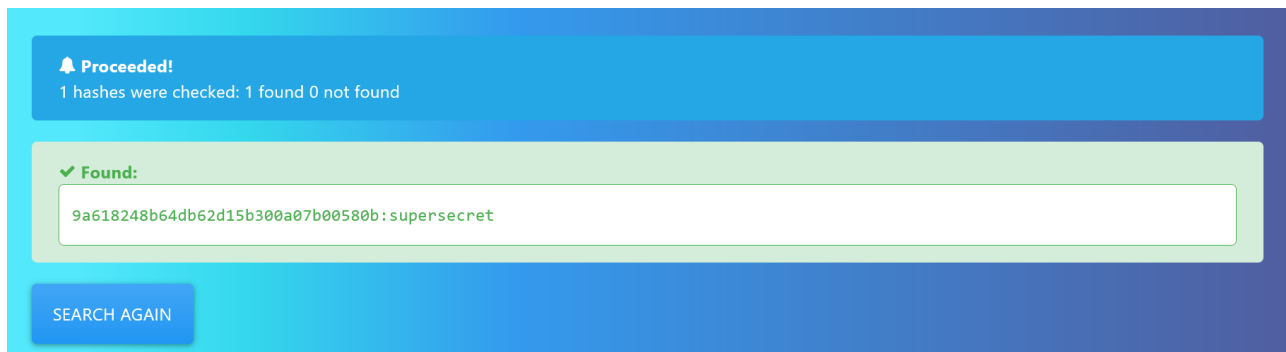 Proceeded!
1 hashes were checked: 1 found 0 not found
Found:
9a618248b64db62d15b300a07b00580b:supersecret
SEARCH AGAIN